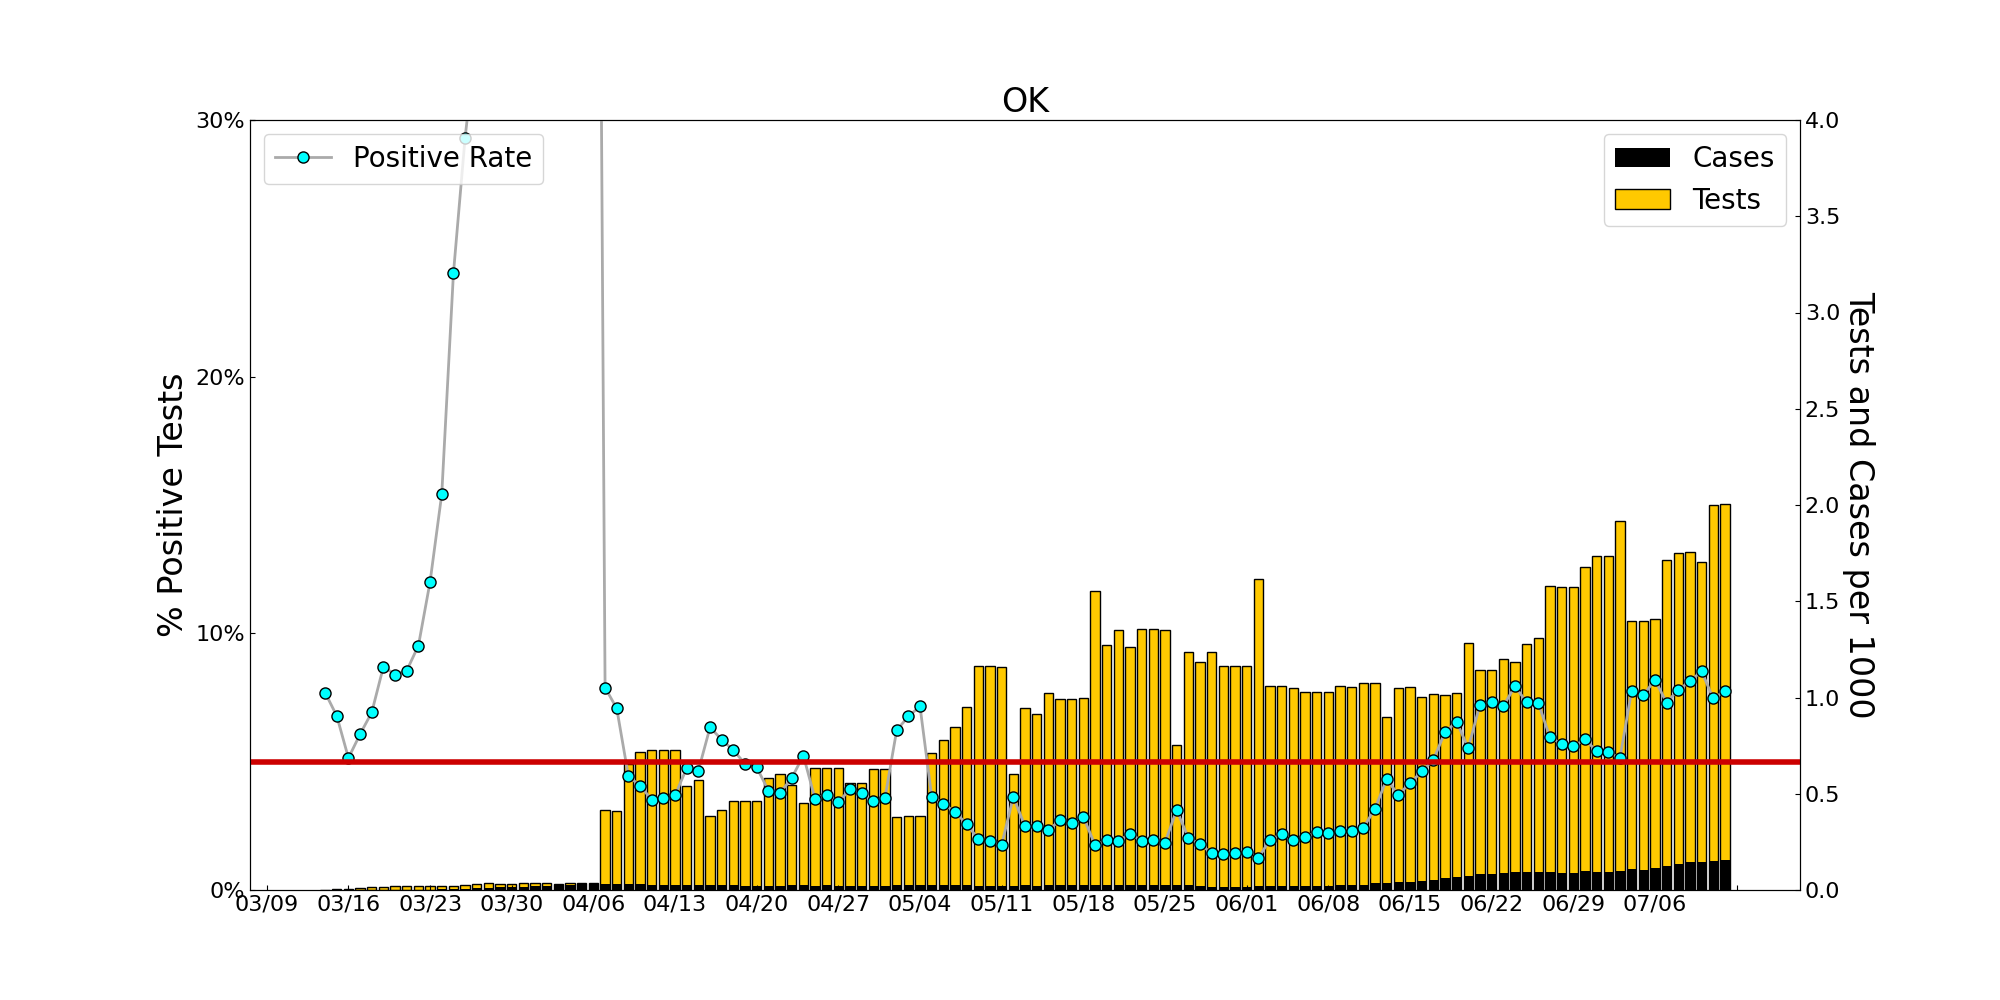 OK
30%
20%
10%
0%
% Positive Tests
Positive Rate
Cases
Tests
4.0
3.5
3.0
2.5
2.0
1.5
1.0
0.5
0.0
Tests and Cases per 1000
03/09 03/16 03/23 03/30 04/06 04/13 04/20 04/27 05/04 05/11 05/18 05/25 06/01 06/08 06/15 06/22 06/29 07/06